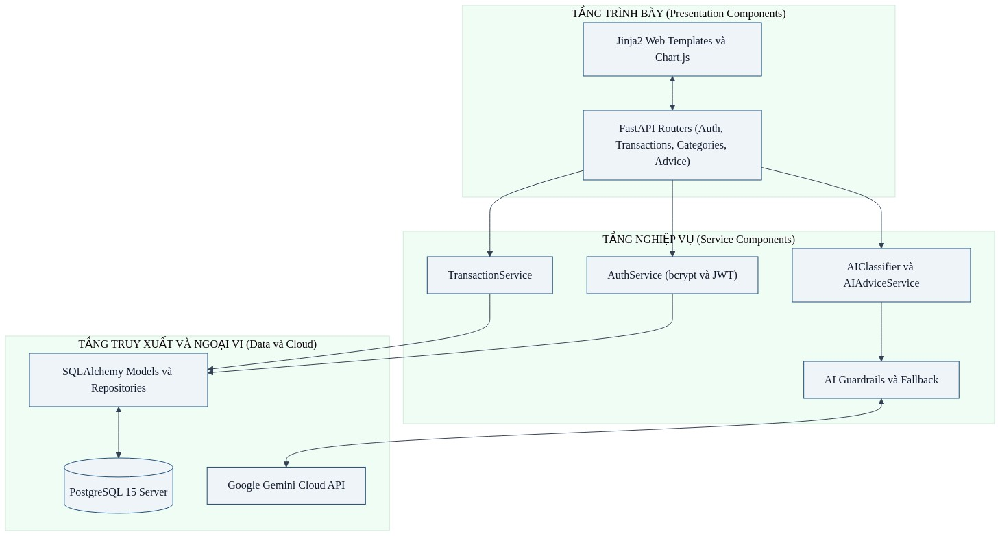 TẦNG TRÌNH BÀY (Presentation Components)
Jinja2 Web Templates và
Chart.js
FastAPI Routers (Auth,
Transactions, Categories,
Advice)
TẦNG NGHIỆP VỤ (Service Components)
TransactionService
AuthService (bcrypt và JWT)
AIClassifier và
AIAdviceService
AI Guardrails và Fallback
TẦNG TRUY XUẤT VÀ NGOẠI VI (Data và Cloud)
SQLAlchemy Models và
Repositories
PostgreSQL 15 Server
Google Gemini Cloud API